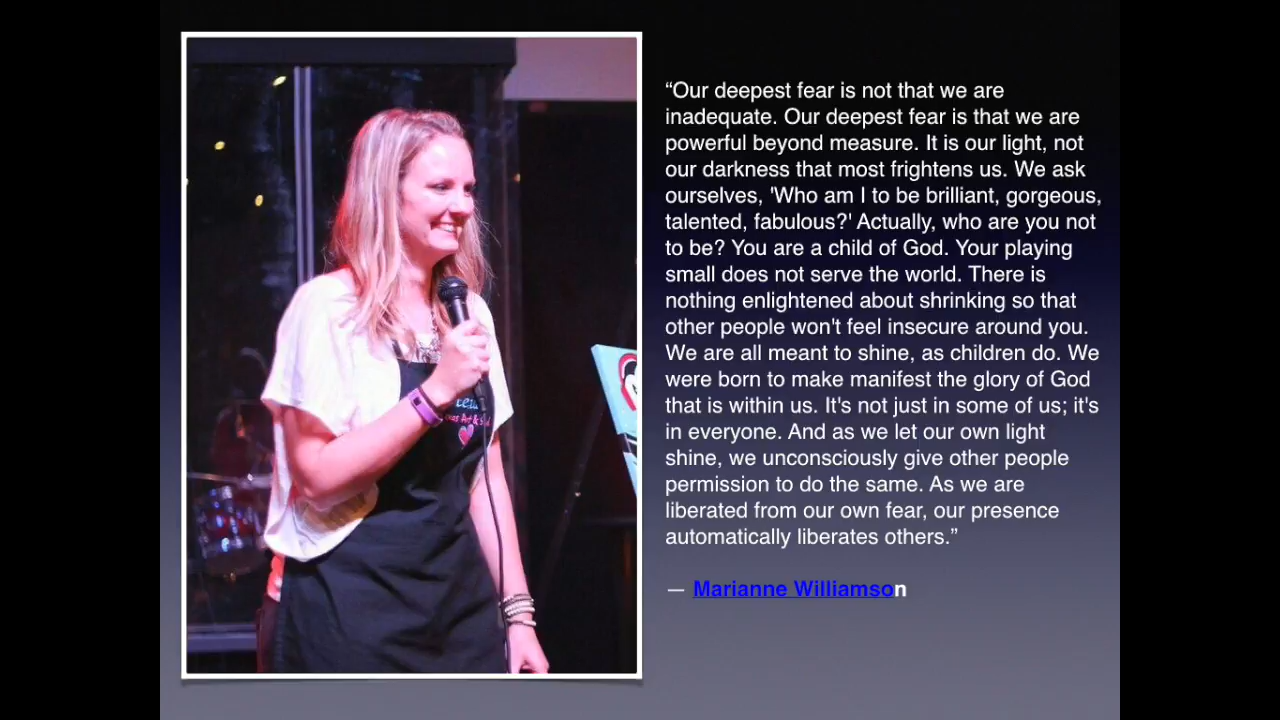 “Our deepest fear is not that we are
inadequate. Our deepest fear is that we are
powerful beyond measure. It is our light, not
our darkness that most frightens us. We ask
ourselves, 'Who am I to be brilliant, gorgeous,
talented, fabulous?' Actually, who are you not
to be? You are a child of God. Your playing
small does not serve the world. There is
nothing enlightened about shrinking so that
other people won't feel insecure around you.
We are all meant to shine, as children do. We
were born to make manifest the glory of God
that is within us. It's not just in some of us; it's
in everyone. And as we let our own light
shine, we unconsciously give other people
permission to do the same. As we are
liberated from our own fear, our presence
automatically liberates others.”
— Marianne Williamson